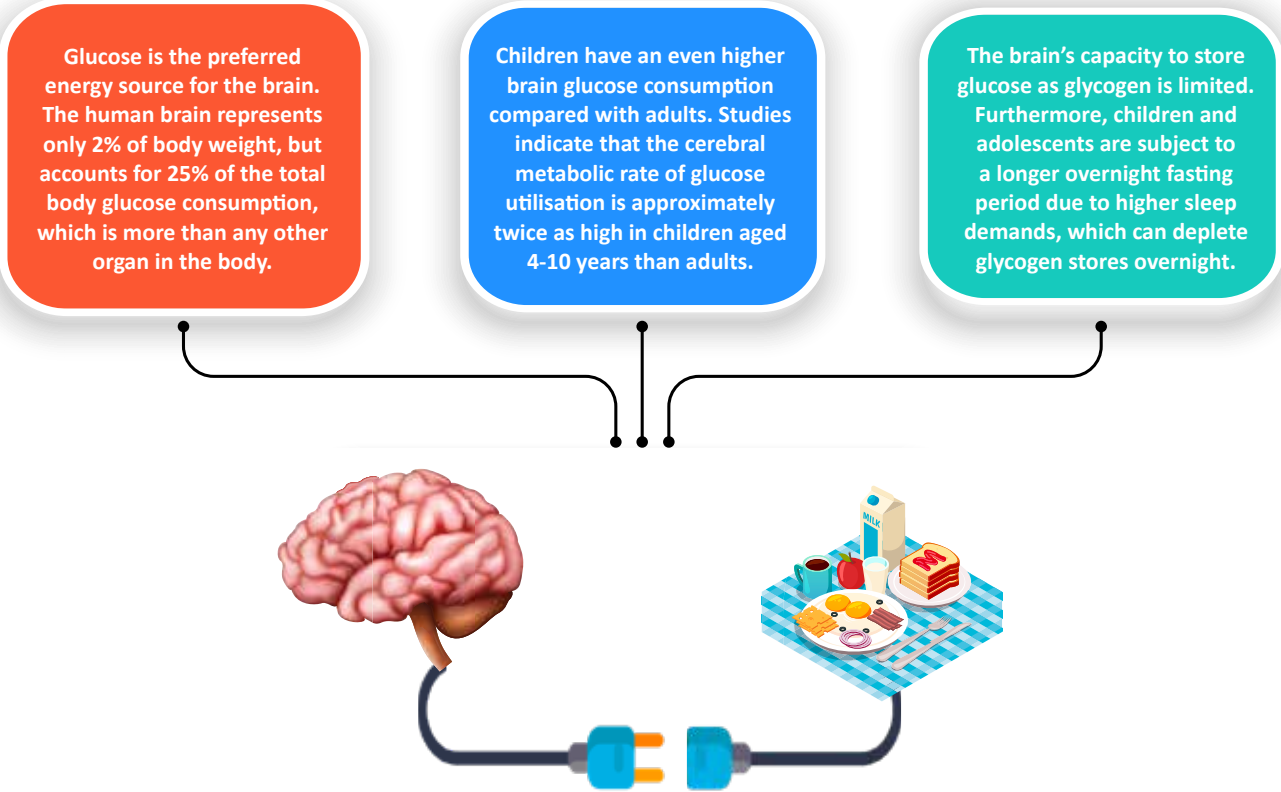 Glucose is the preferred
energy source for the brain.
The human brain represents
only 2% of body weight, but
accounts for 25% of the total
body glucose consumption,
which is more than any other
organ in the body.
Children have an even higher
brain glucose consumption
compared with adults. Studies
indicate that the cerebral
metabolic rate of glucose
utilisation is approximately
twice as high in children aged
4-10 years than adults.
The brain’s capacity to store
glucose as glycogen is limited.
Furthermore, children and
adolescents are subject to
a longer overnight fasting
period due to higher sleep
demands, which can deplete
glycogen stores overnight.
MILK
M